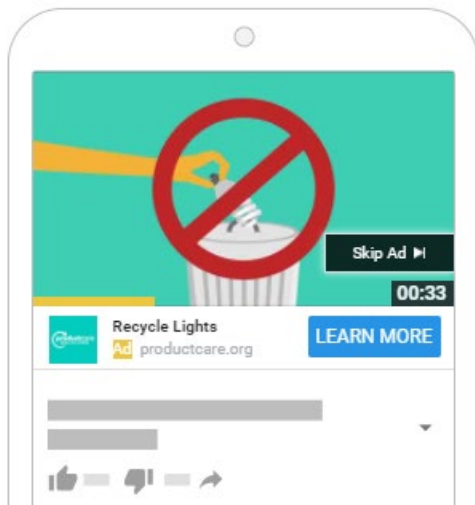 Skip Ad
00:33
Recycle Lights
LEARN MORE
Ad productcare.org